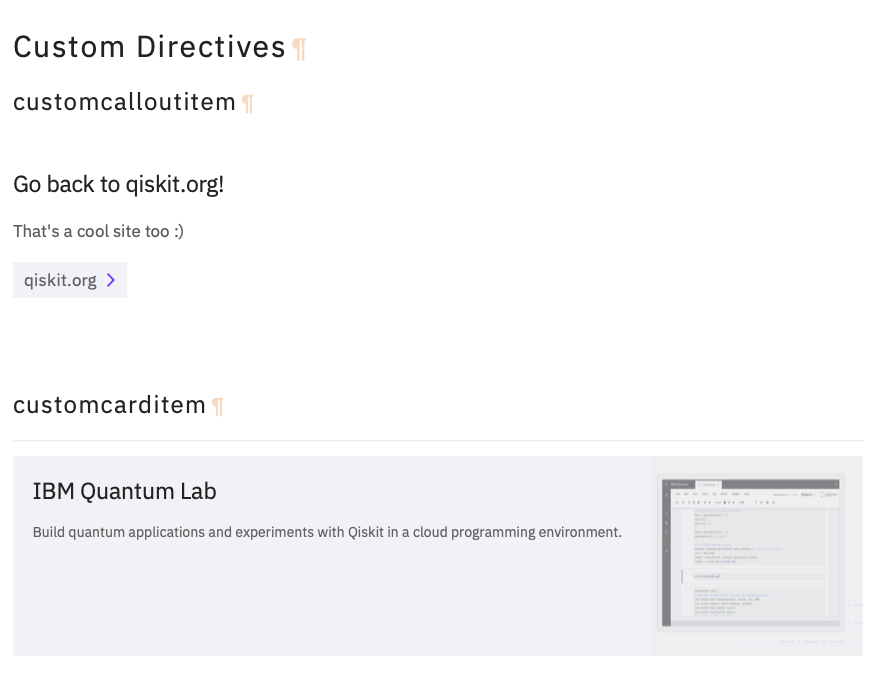 Custom Directives¶
customcalloutitem¶
Go back to qiskit.org!
That's a cool site too :)
qiskit.org
customcarditem¶
IBM Quantum Lab
Build quantum applications and experiments with Qiskit in a cloud programming environment.